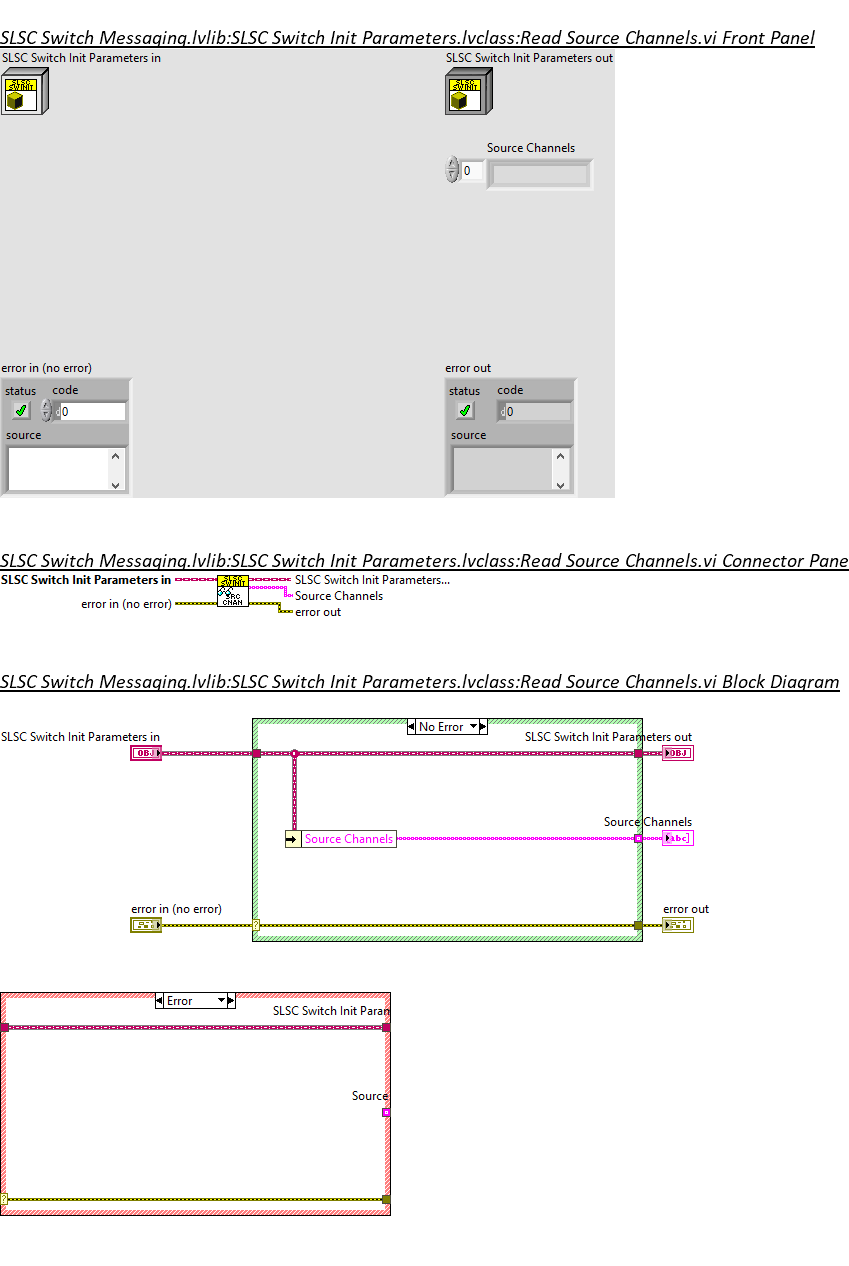 SLSC Switch Messaging.lvlib:SLSC Switch Init Parameters.lvclass:Read Source Channels.vi Front Panel
SLSC Switch Init Parameters in
SLSC Switch Init Parameters out
SLSC
SWINIT
SLSC
SWINIT
Source Channels
0
error in (no error)
error out
status
code
status
code
d 0
d 0
source
source
SLSC Switch Messaging.lvlib:SLSC Switch Init Parameters.lvclass:Read Source Channels.vi Connector Pane
SLSC Switch Init Parameters in
SLSC
SWINIT
SLSC Switch Init Parameters...
Source Channels
error in (no error)
SRC
CHAN
error out
SLSC Switch Messaging.lvlib:SLSC Switch Init Parameters.lvclass:Read Source Channels.vi Block Diagram
No Error
SLSC Switch Init Parameters in
SLSC Switch Init Parameters out
OBJ
OBJ
Source Channels
Source Channels
abc
error in (no error)
error out
?
Error
SLSC Switch Init Paran
Source
?